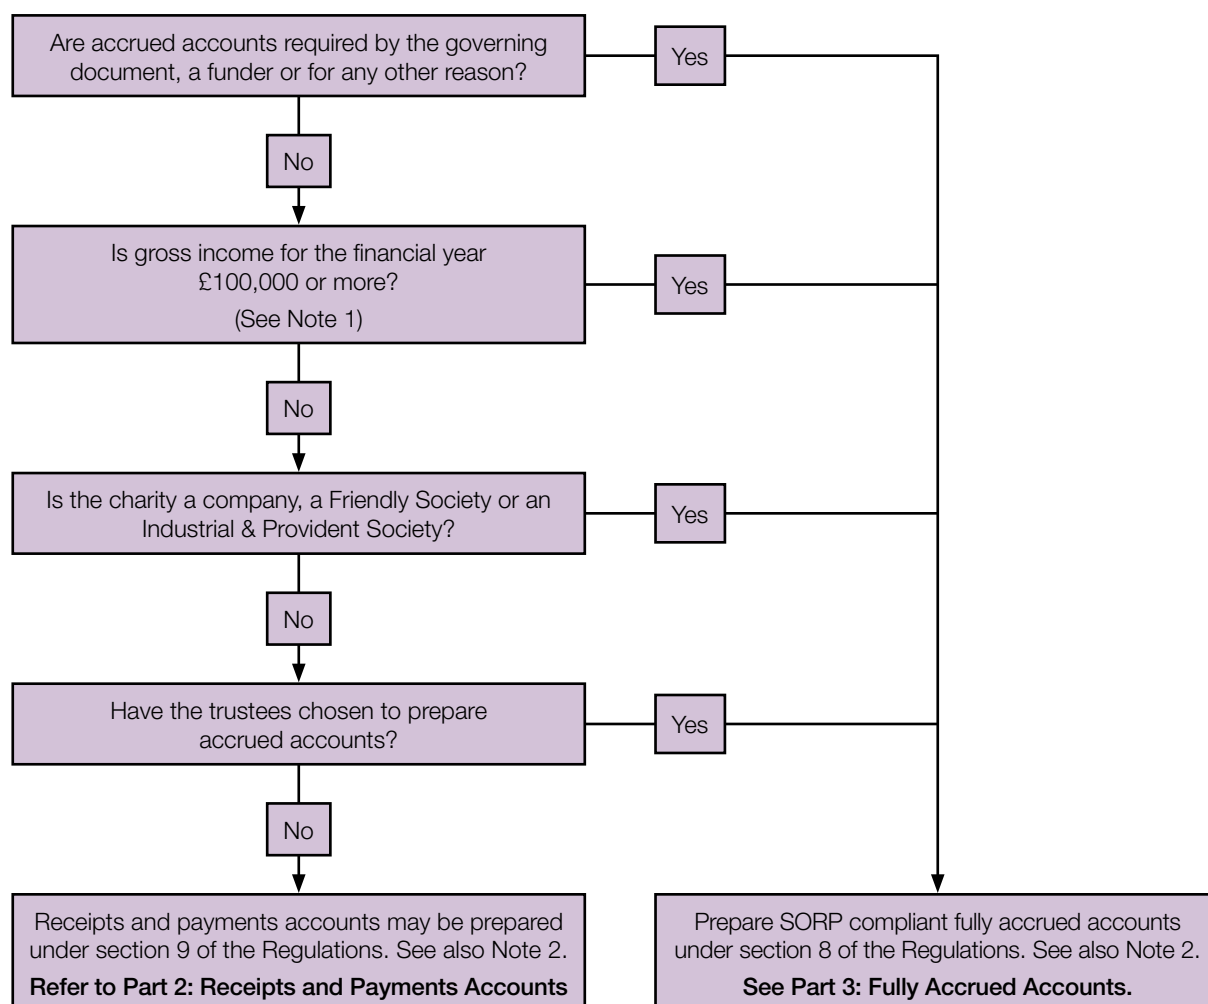 Are accrued accounts required by the governing
document, a funder or for any other reason?
Yes
No
Is gross income for the financial year
£100,000 or more?
(See Note 1)
Yes
No
Is the charity a company, a Friendly Society or an
Industrial & Provident Society?
Yes
No
Have the trustees chosen to prepare
accrued accounts?
Yes
No
Receipts and payments accounts may be prepared
under section 9 of the Regulations. See also Note 2.
Refer to Part 2: Receipts and Payments Accounts
Prepare SORP compliant fully accrued accounts
under section 8 of the Regulations. See also Note 2.
See Part 3: Fully Accrued Accounts.